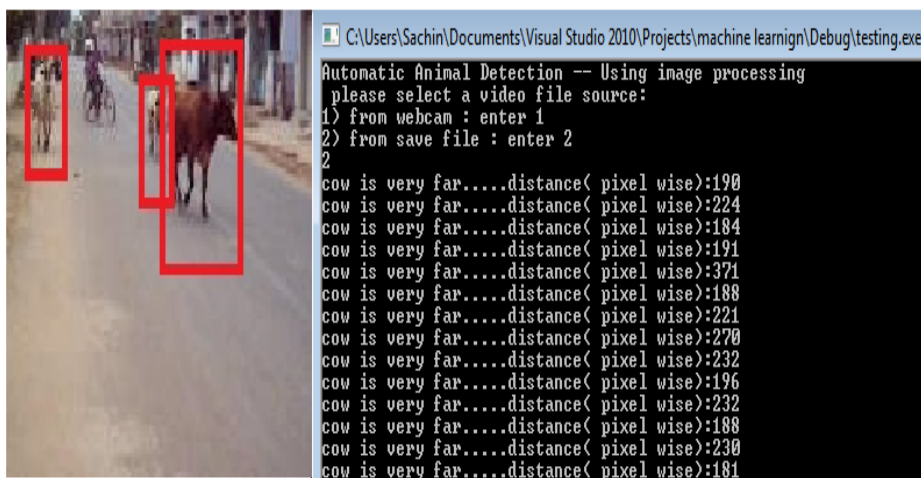 C:\Users\Sachin\Documents\Visual Studio 2010\Projects\machine learnign\Debug\testing.exe
Automatic Animal Detection -- Using image processing
please select a video file source:
1) from webcam : enter 1
2) from save file : enter 2
2
cow is very far.....distance( pixel wise):190
cow is very far.....distance( pixel wise):224
cow is very far.....distance( pixel wise):184
cow is very far.....distance( pixel wise):191
cow is very far.....distance( pixel wise):371
cow is very far.....distance( pixel wise):188
cow is very far.....distance( pixel wise):221
cow is very far.....distance( pixel wise):270
cow is very far.....distance( pixel wise):232
cow is very far.....distance( pixel wise):196
cow is very far.....distance( pixel wise):232
cow is very far.....distance( pixel wise):188
cow is very far.....distance( pixel wise):230
cow is very far.....distance( pixel wise):181